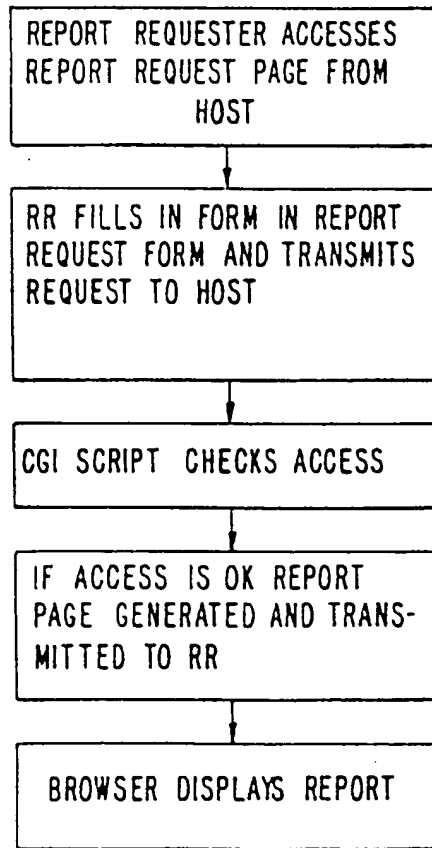 REPORT REQUESTER ACCESSES
REPORT REQUEST PAGE FROM
HOST
RR FILLS IN FORM IN REPORT
REQUEST FORM AND TRANSMITS
REQUEST TO HOST
CGI SCRIPT CHECKS ACCESS
IF ACCESS IS OK REPORT
PAGE GENERATED AND TRANS-
MITTED TO RR
BROWSER DISPLAYS REPORT